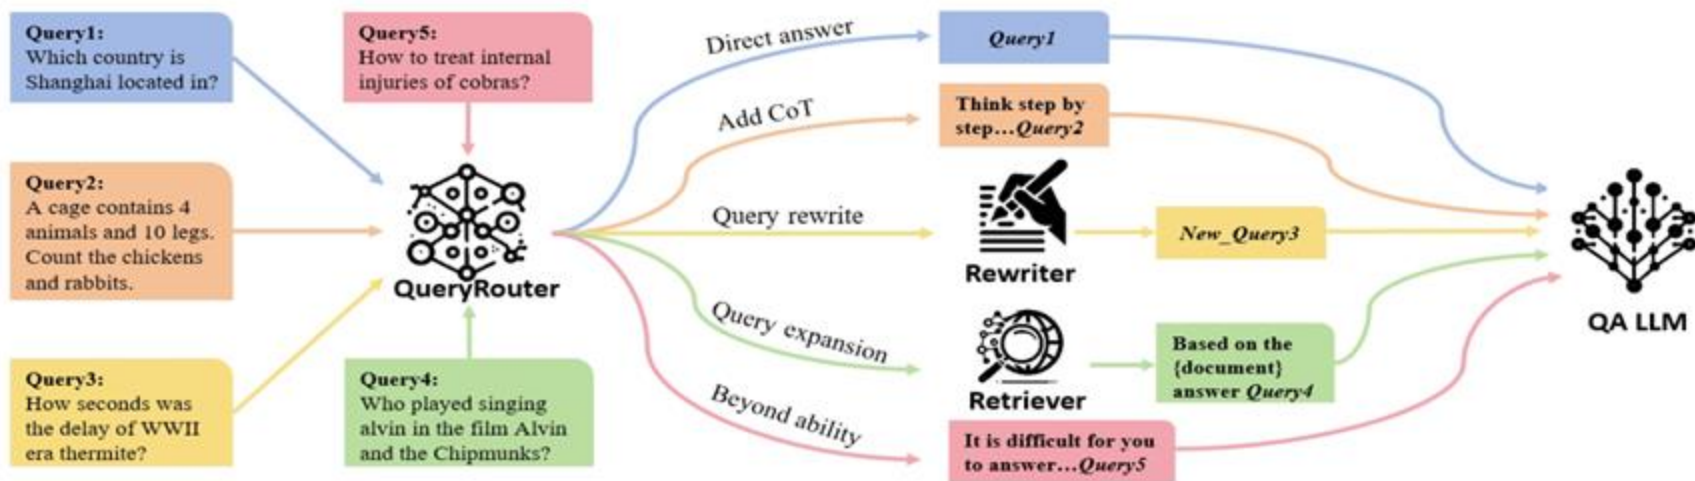 Query1:
Which country is
Shanghai located in?
Query5:
How to treat internal
injuries of cobras?
Query2:
A cage contains 4
animals and 10 legs.
Count the chickens
and rabbits.
QueryRouter
Query3:
How seconds was
the delay of WWII
era thermite?
Query4:
Who played singing
alvin in the film Alvin
and the Chipmunks?
Direct answer
Add CoT
Query rewrite
Query expansion
Beyond ability
Query1
Think step by
step...Query2
Rewriter
New_Query3
Retriever
Based on the
{document}
answer Query4
It is difficult for you
to answer...Query5
QA LLM